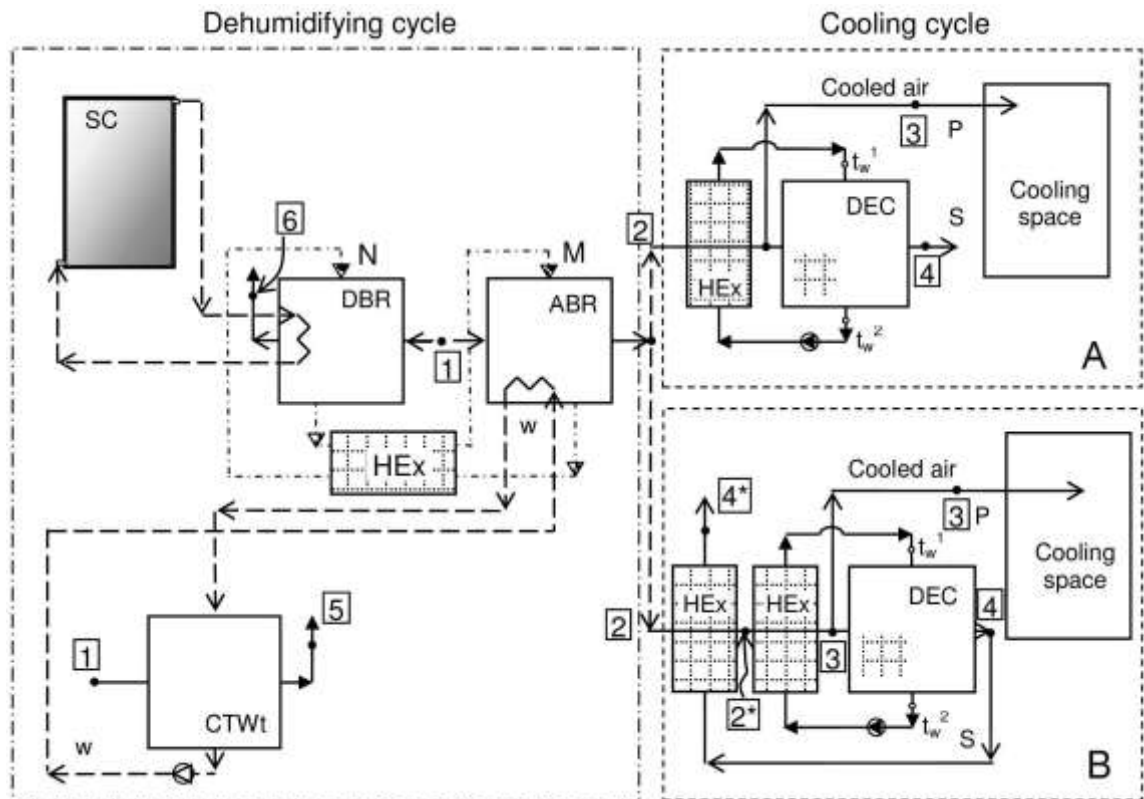 Dehumidifying cycle
Cooling cycle
SC
6
N
M
DBR
ABR
1
HEx
w
1
5
CTWt
w
Cooled air
3
P
Cooling
space
t_w^1
DEC
S
2
HEx
4
t_w^2
A
Cooled air
3
P
Cooling
space
4*
t_w^1
HEx
HEx
DEC
4
2
3
2*
t_w^2
S
B